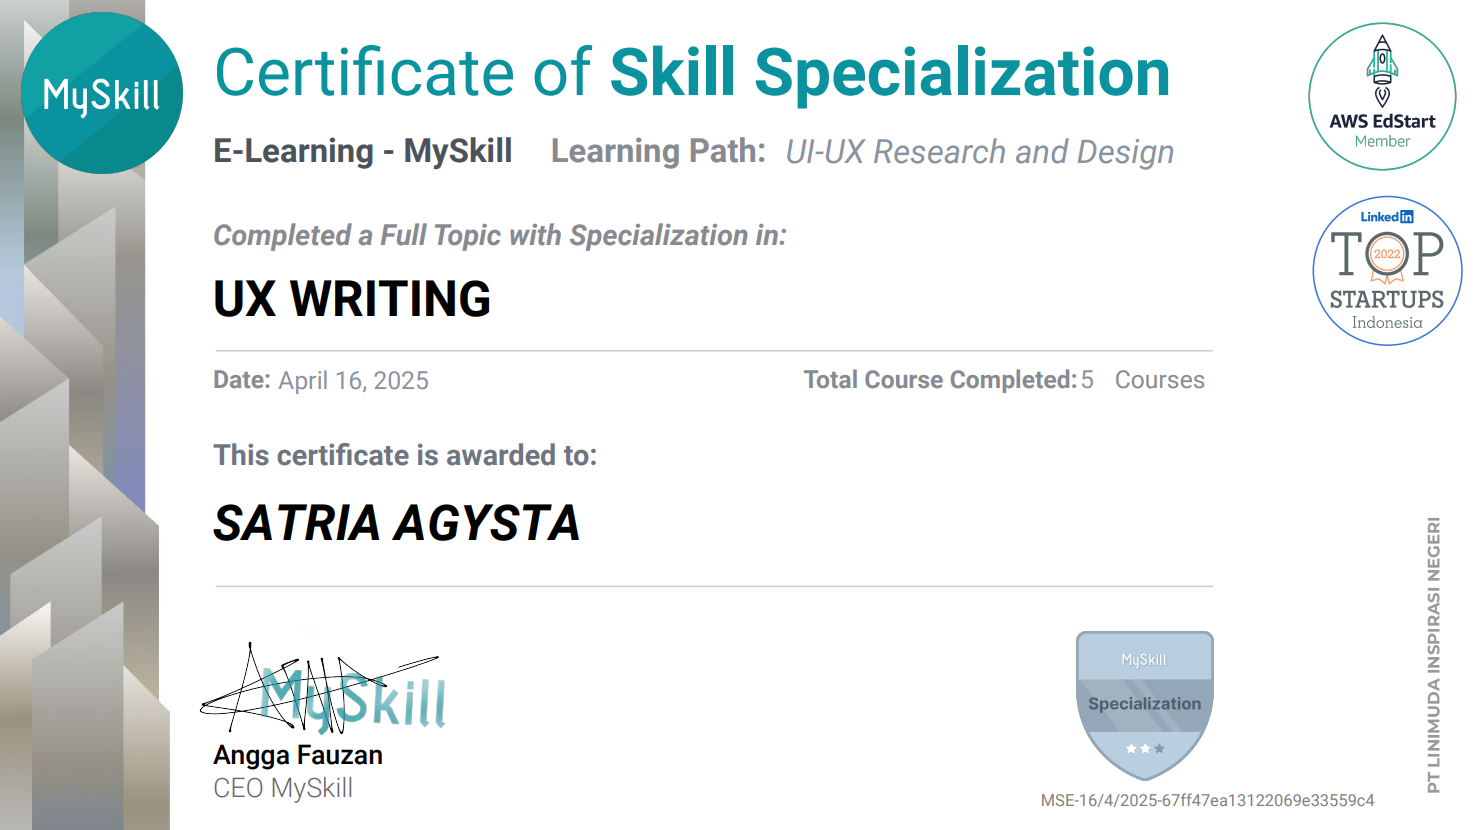 MySkill
Certificate of Skill Specialization
E-Learning - MySkill Learning Path: UI-UX Research and Design
AWS EdStart
Member
Completed a Full Topic with Specialization in:
UX WRITING
LinkedIn
TOP
2022
STARTUPS
Indonesia
Date: April 16, 2025 Total Course Completed: 5 Courses
This certificate is awarded to:
SATRIA AGYSTA
MySkill
Angga Fauzan
CEO MySkill
MySkill
Specialization
MSE-16/4/2025-67ff47ea13122069e33559c4
PT LINIMUDA INSPIRASI NEGERI